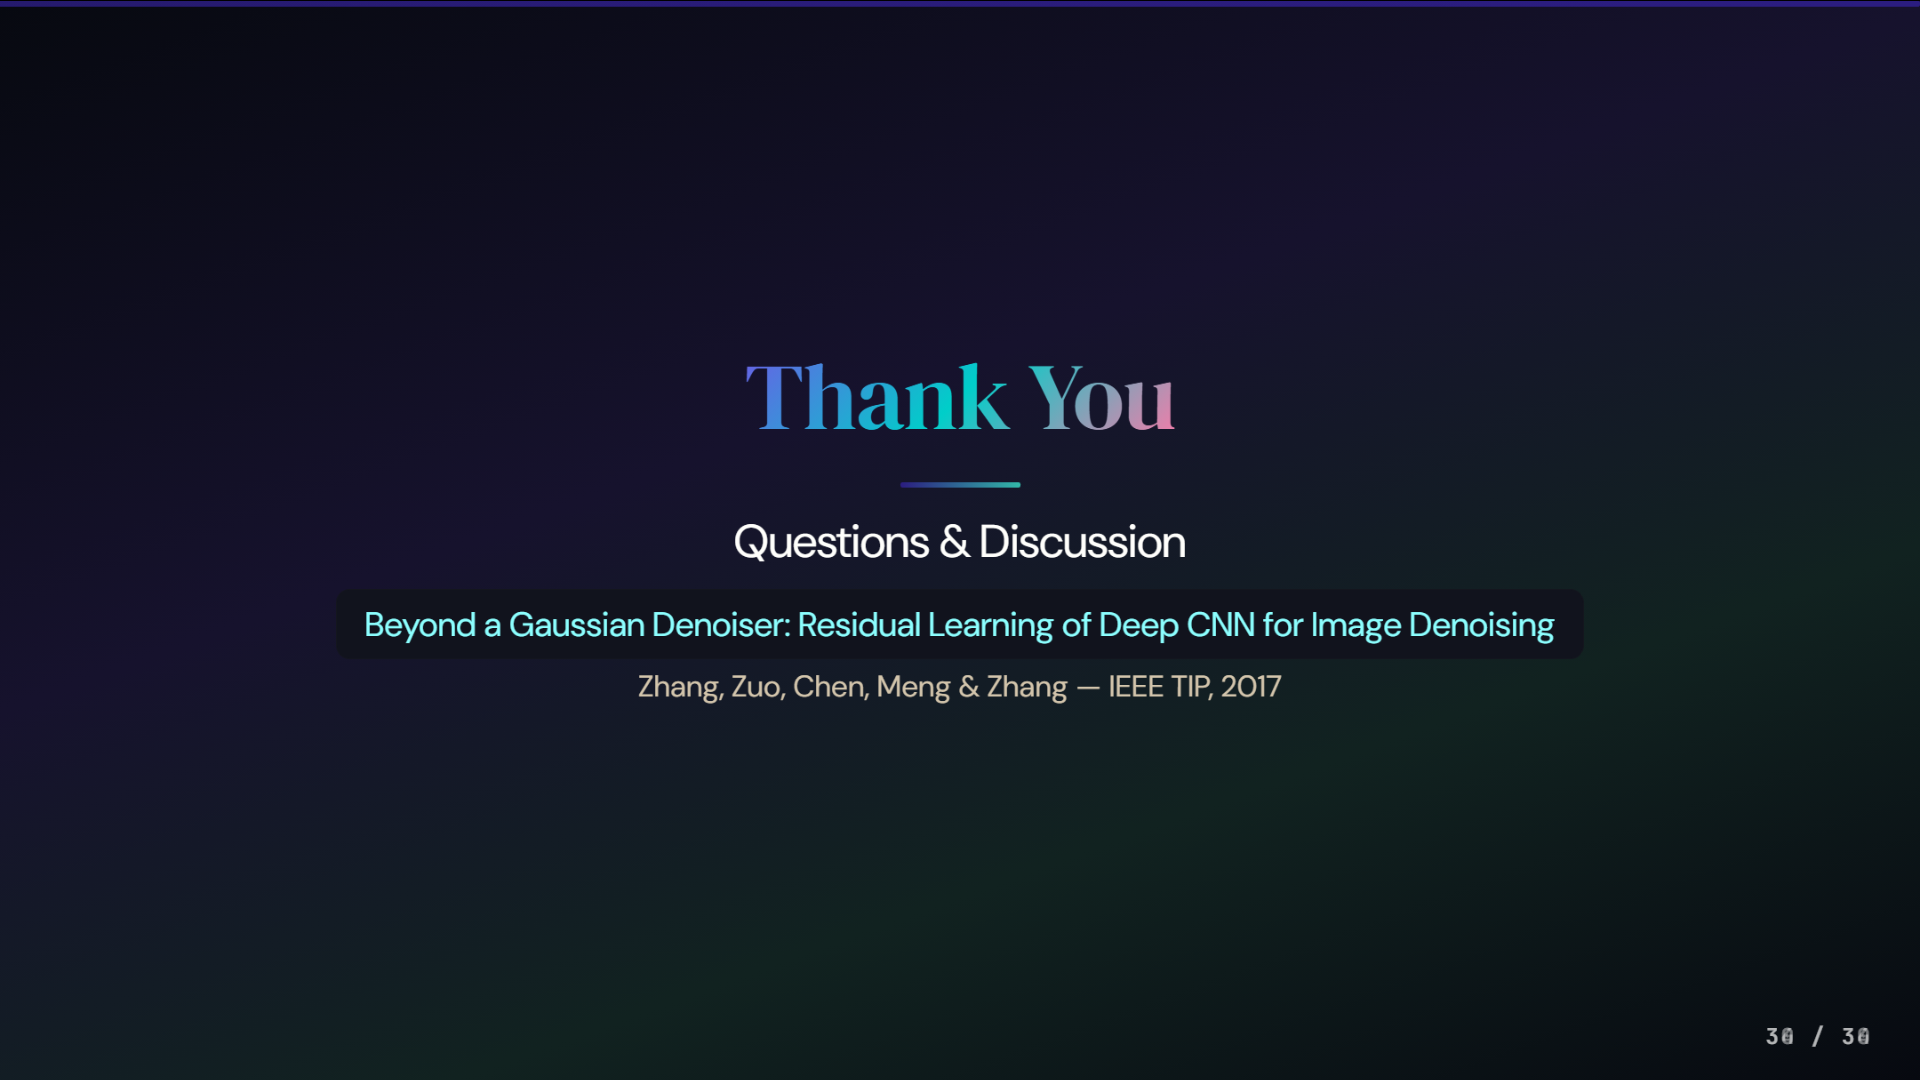 Thank You
Questions & Discussion
Beyond a Gaussian Denoiser: Residual Learning of Deep CNN for Image Denoising
Zhang, Zuo, Chen, Meng & Zhang — IEEE TIP, 2017
30 / 30